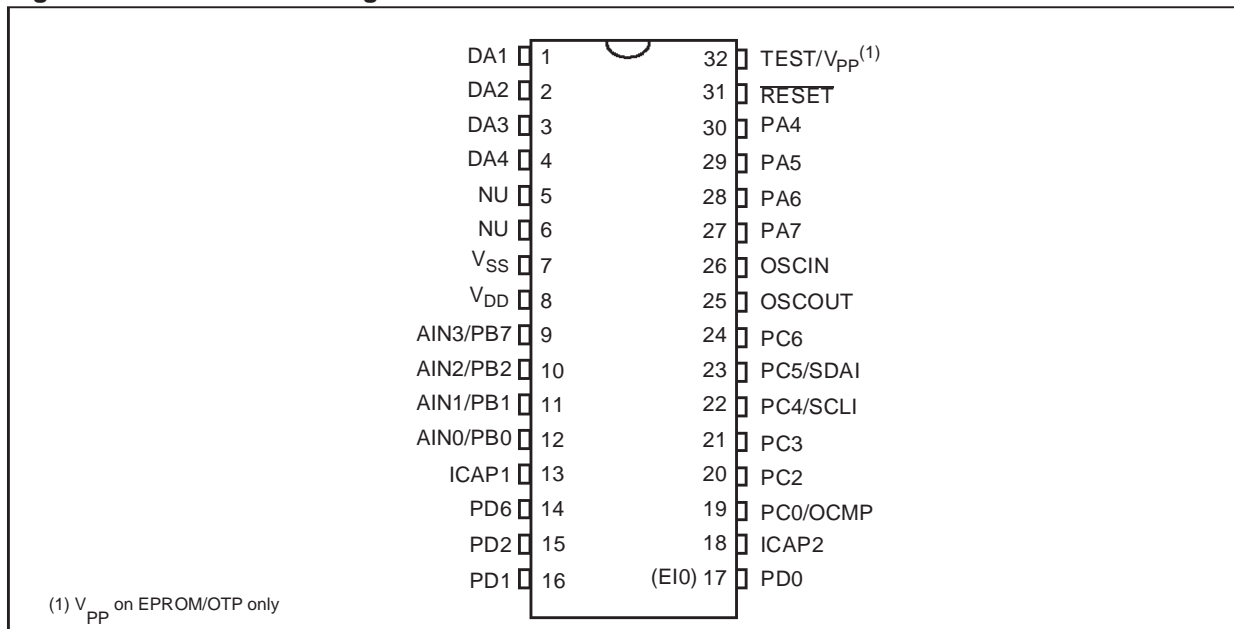 DA1 1 32 TEST/VPP(1)
DA2 2 31 RESET
DA3 3 30 PA4
DA4 4 29 PA5
NU 5 28 PA6
NU 6 27 PA7
VSS 7 26 OSCIN
VDD 8 25 OSCOUT
AIN3/PB7 9 24 PC6
AIN2/PB2 10 23 PC5/SDAI
AIN1/PB1 11 22 PC4/SCLI
AIN0/PB0 12 21 PC3
ICAP1 13 20 PC2
PD6 14 19 PC0/OCMP
PD2 15 18 ICAP2
PD1 16 (EI0) 17 PD0
(1) VPP on EPROM/OTP only